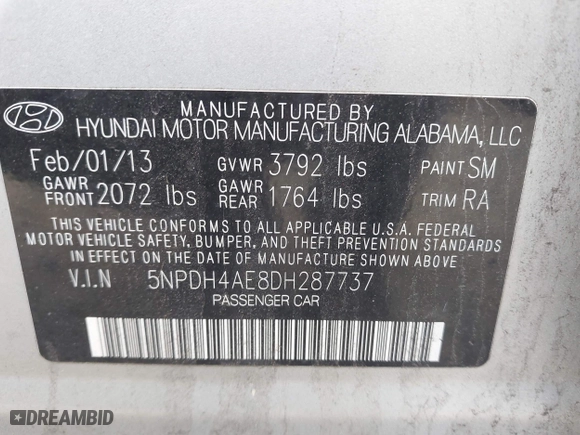 MANUFACTURED BY
HYUNDAI MOTOR MANUFACTURING ALABAMA, LLC
Feb/01/13 GVWR 3792 lbs PAINT SM
GAWR FRONT 2072 lbs GAWR REAR 1764 lbs TRIM RA
THIS VEHICLE CONFORMS TO ALL APPLICABLE U.S.A. FEDERAL
MOTOR VEHICLE SAFETY, BUMPER, AND THEFT PREVENTION STANDARDS
IN EFFECT ON THE DATE OF MANUFACTURE SHOWN ABOVE.
V.I.N 5NPDH4AE8DH287737
PASSENGER CAR
DREAMBID